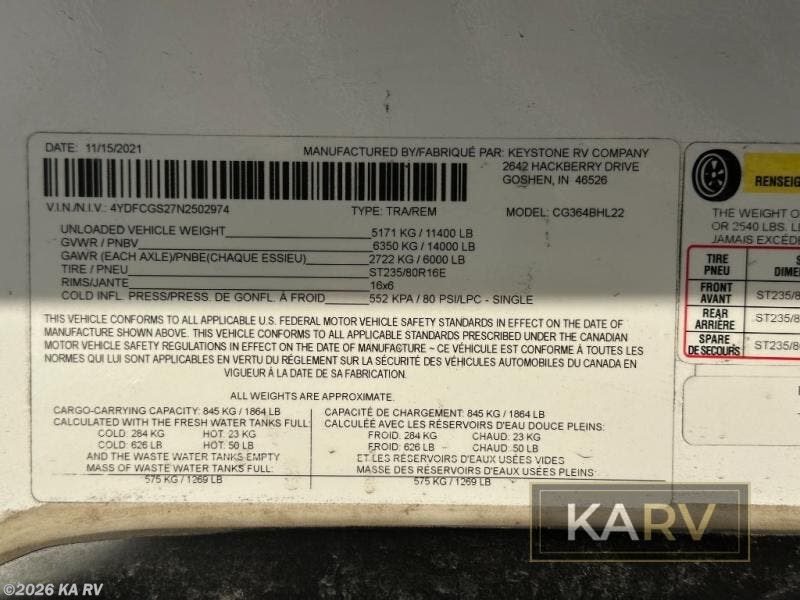 DATE: 11/15/2021
MANUFACTURED BY/FABRIQUÉ PAR: KEYSTONE RV COMPANY
2642 HACKBERRY DRIVE
GOSHEN, IN 46526
V.I.N./N.I.V.: 4YDFCGS27N2502974 TYPE: TRA/REM MODEL: CG364BHL22
UNLOADED VEHICLE WEIGHT 5171 KG / 11400 LB
GVWR / PNBV 6350 KG / 14000 LB
GAWR (EACH AXLE)/PNBE(CHAQUE ESSIEU) 2722 KG / 6000 LB
TIRE / PNEU ST235/80R16E
RIMS/JANTE 16x6
COLD INFL. PRESS/PRESS. DE GONFL. À FROID 552 KPA / 80 PSI/LPC - SINGLE
THIS VEHICLE CONFORMS TO ALL APPLICABLE U.S. FEDERAL MOTOR VEHICLE SAFETY STANDARDS IN EFFECT ON THE DATE OF
MANUFACTURE SHOWN ABOVE. THIS VEHICLE CONFORMS TO ALL APPLICABLE STANDARDS PRESCRIBED UNDER THE CANADIAN
MOTOR VEHICLE SAFETY REGULATIONS IN EFFECT ON THE DATE OF MANUFACTURE ~ CE VÉHICULE EST CONFORME À TOUTES LES
NORMES QUI LUI SONT APPLICABLES EN VERTU DU RÉGLEMENT SUR LA SÉCURITÉ DES VÉHICULES AUTOMOBILES DU CANADA EN
VIGUEUR À LA DATE DE SA FABRICATION.
ALL WEIGHTS ARE APPROXIMATE.
CARGO-CARRYING CAPACITY: 845 KG / 1864 LB
CALCULATED WITH THE FRESH WATER TANKS FULL:
COLD: 284 KG HOT: 23 KG
COLD: 626 LB HOT: 50 LB
AND THE WASTE WATER TANKS EMPTY
MASS OF WASTE WATER TANKS FULL:
575 KG / 1269 LB
CAPACITÉ DE CHARGEMENT: 845 KG / 1864 LB
CALCULÉE AVEC LES RÉSERVOIRS D'EAU DOUCE PLEINS:
FROID: 284 KG CHAUD: 23 KG
FROID: 626 LB CHAUD: 50 LB
ET LES RÉSERVOIRS D'EAUX USÉES VIDES
MASSE DES RÉSERVOIRS D'EAUX USÉES PLEINS:
575 KG / 1269 LB
RENSEIG
THE WEIGHT OF
OR 2540 LBS.
JAMAIS EXCÉDE
TIRE
PNEU
DIME
FRONT
AVANT
ST235/8
REAR
ARRIÈRE
ST235/8
SPARE
DE SECOURS
ST235/8
KARV
©2026 KA RV